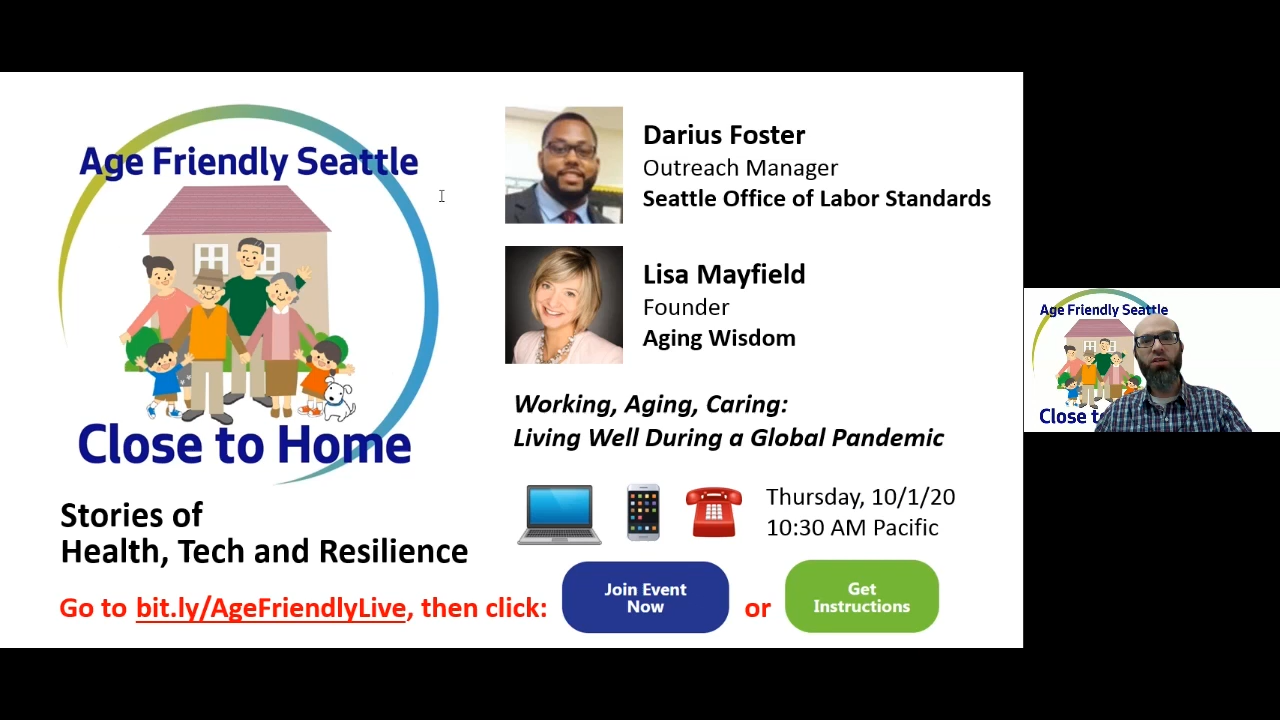 Age Friendly Seattle
Close to Home
Stories of
Health, Tech and Resilience
Darius Foster
Outreach Manager
Seattle Office of Labor Standards
Lisa Mayfield
Founder
Aging Wisdom
Working, Aging, Caring:
Living Well During a Global Pandemic
Thursday, 10/1/20
10:30 AM Pacific
Go to bit.ly/AgeFriendlyLive, then click:
Join Event
Now
or
Get
Instructions
Age Friendly Seattle
Close to